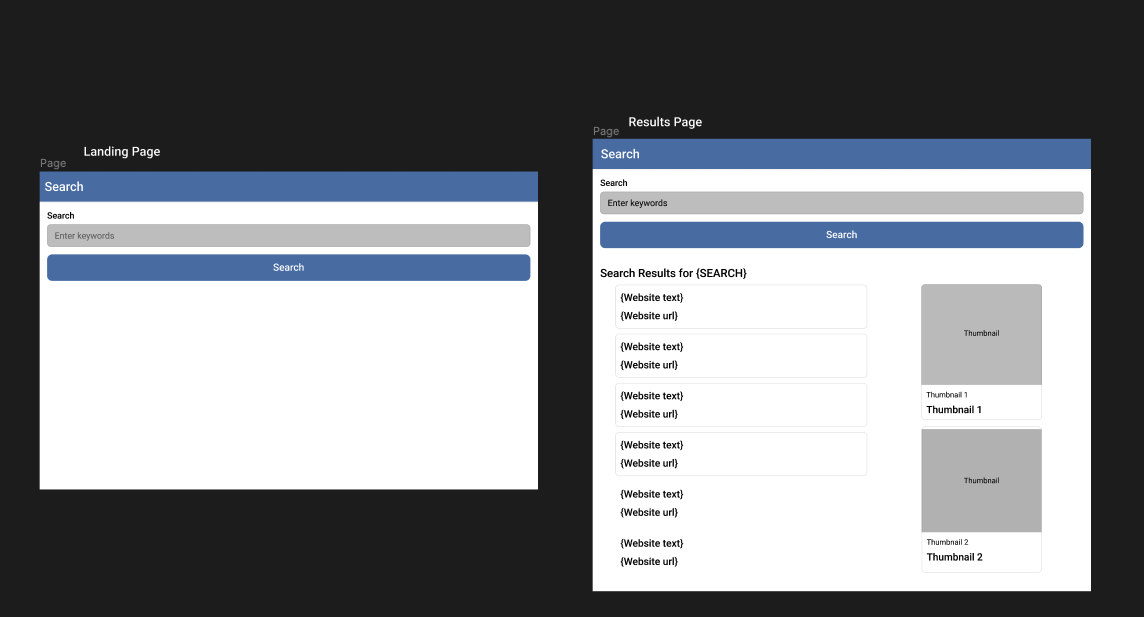 Landing Page
Page
Search
Search
Enter keywords
Search
Results Page
Page
Search
Search
Enter keywords
Search
Search Results for {SEARCH}
{Website text}
{Website url}
{Website text}
{Website url}
{Website text}
{Website url}
{Website text}
{Website url}
{Website text}
{Website url}
{Website text}
{Website url}
Thumbnail
Thumbnail 1
Thumbnail 1
Thumbnail
Thumbnail 2
Thumbnail 2